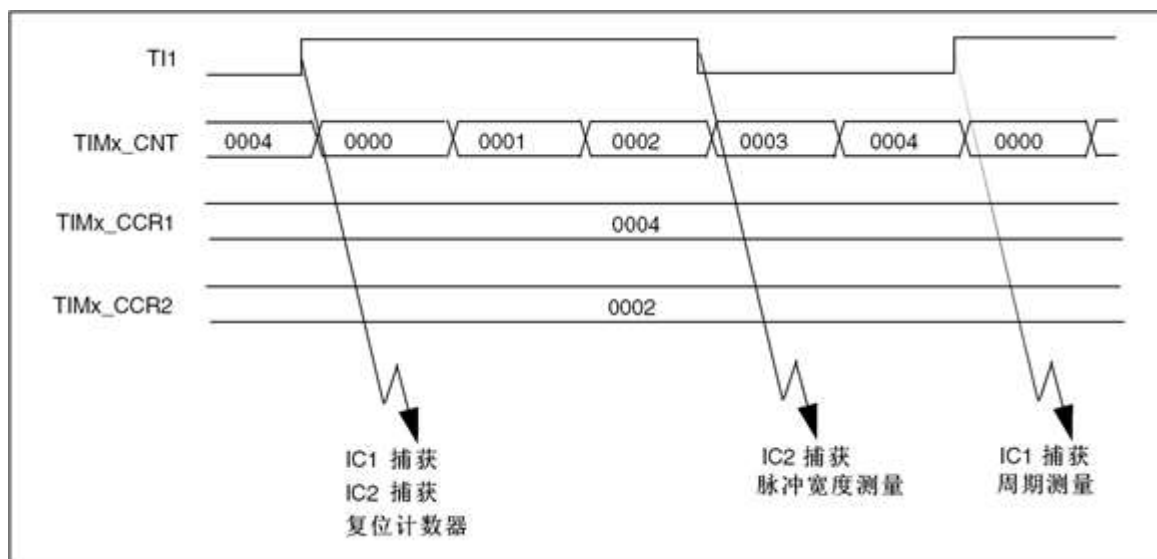 TI1
TIMx_CNT 0004 0000 0001 0002 0003 0004 0000
TIMx_CCR1 0004
TIMx_CCR2 0002
IC1 捕获
IC2 捕获
复位计数器
IC2 捕获
脉冲宽度测量
IC1 捕获
周期测量